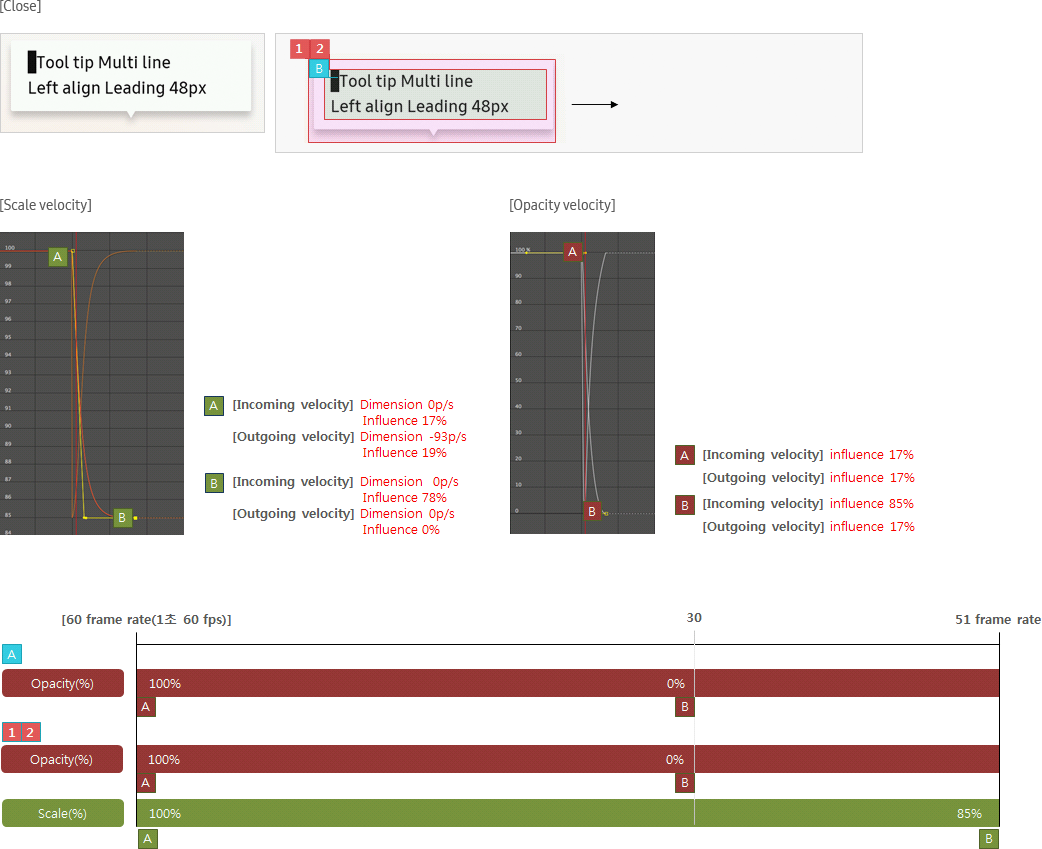 [Close]
Tool tip Multi line
Left align Leading 48px
1 2
B
Tool tip Multi line
Left align Leading 48px
[Scale velocity]
100
99
98
97
96
95
94
93
92
91
90
89
88
87
86
85
84
A
B
A [Incoming velocity] Dimension 0p/s
Influence 17%
[Outgoing velocity] Dimension -93p/s
Influence 19%
B [Incoming velocity] Dimension 0p/s
Influence 78%
[Outgoing velocity] Dimension 0p/s
Influence 0%
[Opacity velocity]
100 %
90
80
70
60
50
40
30
20
10
0
A
B
A [Incoming velocity] influence 17%
[Outgoing velocity] influence 17%
B [Incoming velocity] influence 85%
[Outgoing velocity] influence 17%
[60 frame rate(1초 60 fps)] 30 51 frame rate
A
Opacity(%) 100% 0%
A B
1 2
Opacity(%) 100% 0%
A B
Scale(%) 100% 85%
A B